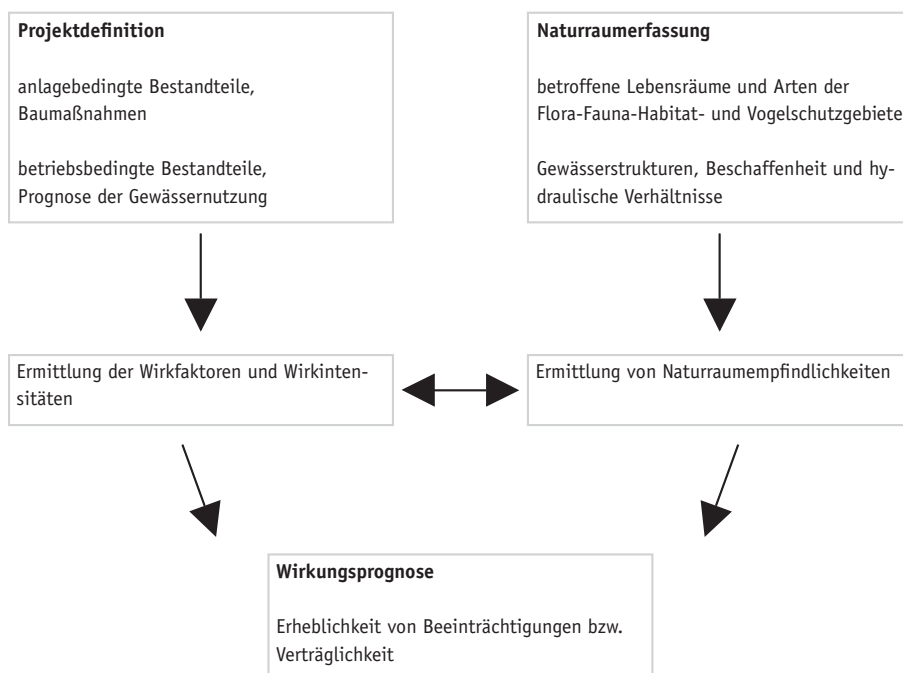 Projektdefinition
anlagebedingte Bestandteile,
Baumaßnahmen
betriebsbedingte Bestandteile,
Prognose der Gewässernutzung
Naturraumerfassung
betroffene Lebensräume und Arten der
Flora-Fauna-Habitat- und Vogelschutzgebiete
Gewässerstrukturen, Beschaffenheit und hy-
draulische Verhältnisse
Ermittlung der Wirkfaktoren und Wirkinten-
sitäten
Ermittlung von Naturraumempfindlichkeiten
Wirkungsprognose
Erheblichkeit von Beeinträchtigungen bzw.
Verträglichkeit